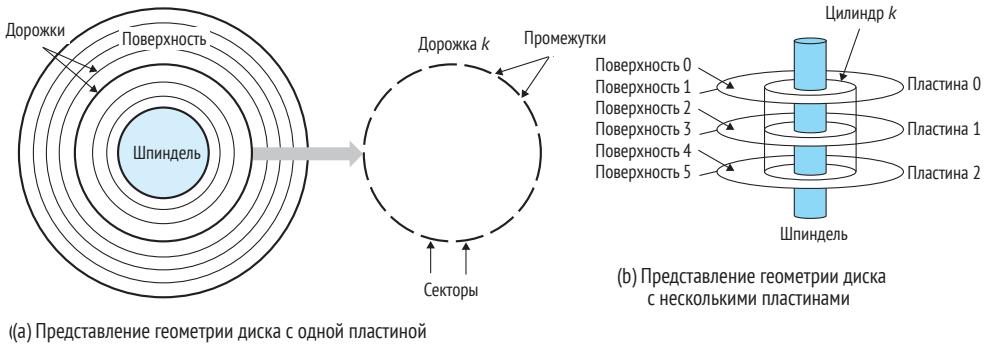 Дорожки
Поверхность
Шпиндель
Дорожка k
Промежутки
Секторы
((a) Представление геометрии диска с одной пластиной
Цилиндр k
Поверхность 0
Поверхность 1
Поверхность 2
Поверхность 3
Поверхность 4
Поверхность 5
Пластина 0
Пластина 1
Пластина 2
Шпиндель
(b) Представление геометрии диска
с несколькими пластинами